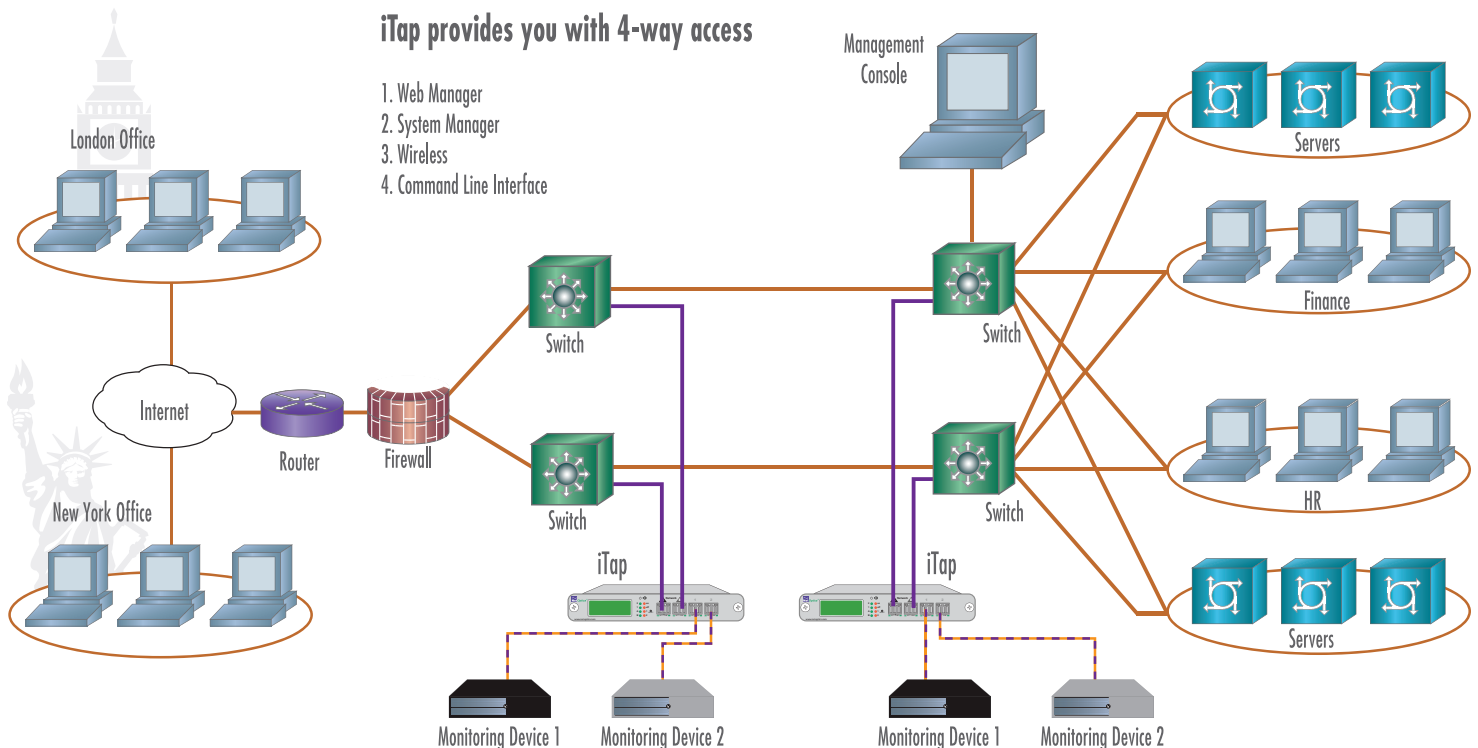 iTap provides you with 4-way access
1. Web Manager
2. System Manager
3. Wireless
4. Command Line Interface
Management
Console
London Office
Servers
Finance
Switch
Switch
Internet
Router
Firewall
New York Office
Switch
Switch
HR
iTap
iTap
Servers
Monitoring Device 1
Monitoring Device 2
Monitoring Device 1
Monitoring Device 2